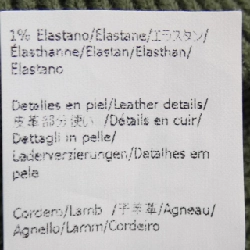 1% Elastano/Elastane/エラスタン/
Élasthanne/Elastan/Elasthan/
Elastano
Detalles en piel/Leather details/
皮革部分使い /Détails en cuir/
Dettagli in pelle/
Lederverzierungen/Detalhes em
pele
Cordero/Lamb /子羊革/Agneau/
Agnello/Lamm/Cordeiro